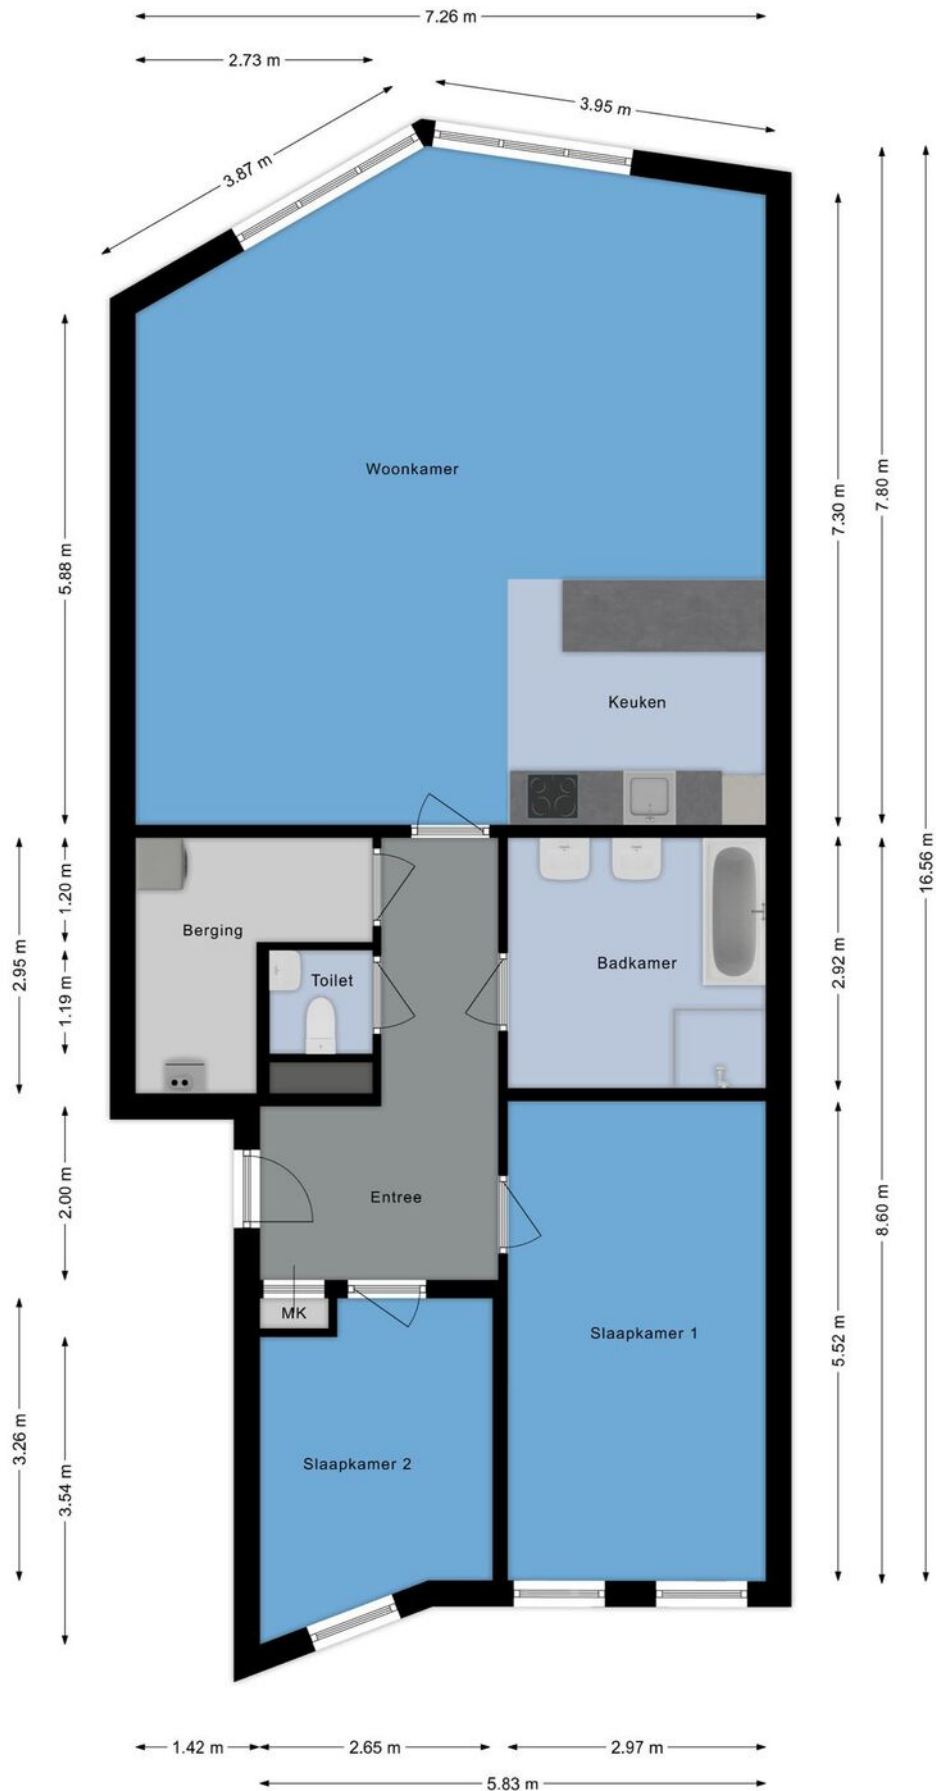 7.26 m
2.73 m
3.95 m
3.87 m
Woonkamer
5.88 m
7.30 m
7.80 m
16.56 m
Keuken
Berging
Toilet
Badkamer
2.95 m
1.20 m
1.19 m
2.92 m
Entree
2.00 m
8.60 m
MK
Slaapkamer 1
5.52 m
Slaapkamer 2
3.26 m
3.54 m
1.42 m
2.65 m
2.97 m
5.83 m